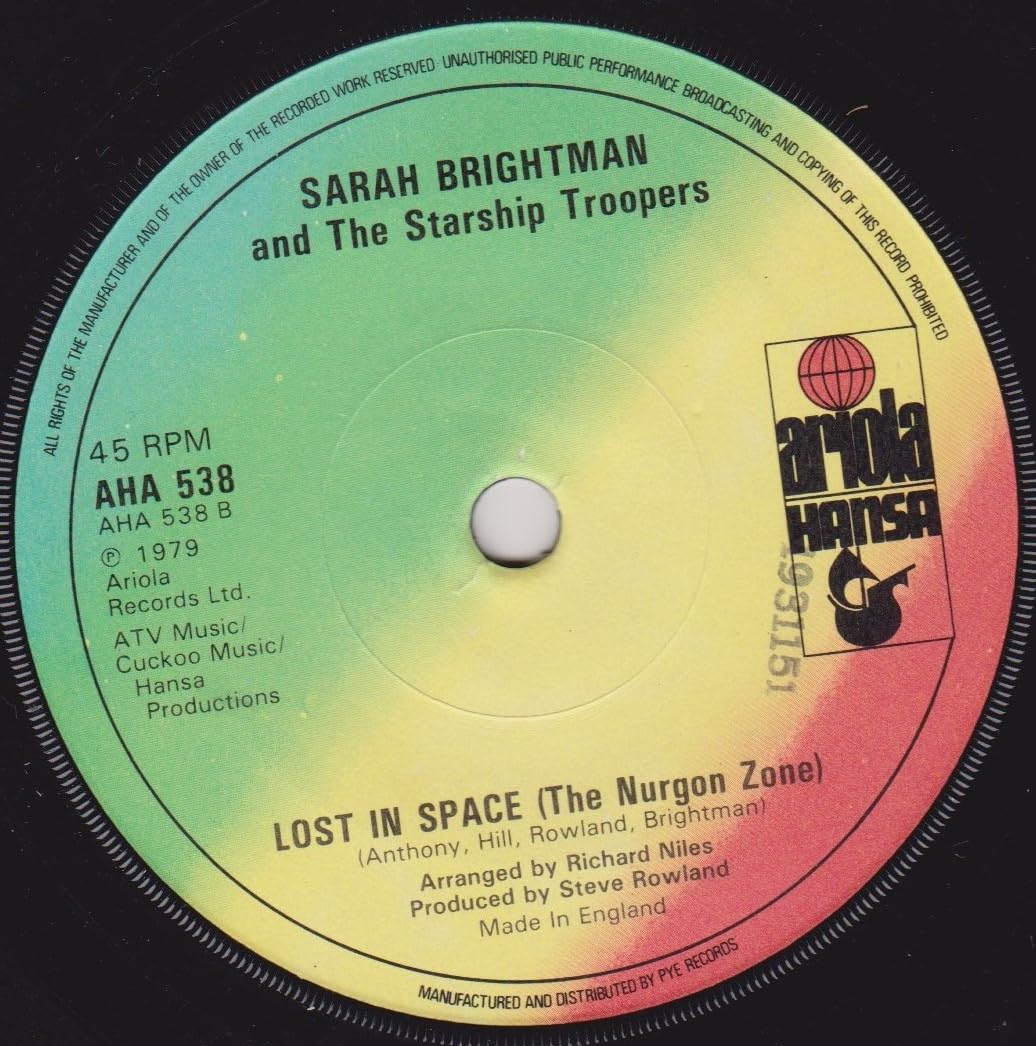 ALL RIGHTS OF THE MANUFACTURER AND OF THE OWNER OF THE RECORDED WORK RESERVED UNAUTHORISED PUBLIC PERFORMANCE BROADCASTING AND COPYING OF THIS RECORD PROHIBITED
SARAH BRIGHTMAN
and The Starship Troopers
ariola
HANSA
45 RPM
AHA 538
AHA 538 B
℗ 1979
Ariola
Records Ltd.
ATV Music/
Cuckoo Music/
Hansa
Productions
1931151
LOST IN SPACE (The Nurgon Zone)
(Anthony, Hill, Rowland, Brightman)
Arranged by Richard Niles
Produced by Steve Rowland
Made In England
MANUFACTURED AND DISTRIBUTED BY PYE RECORDS